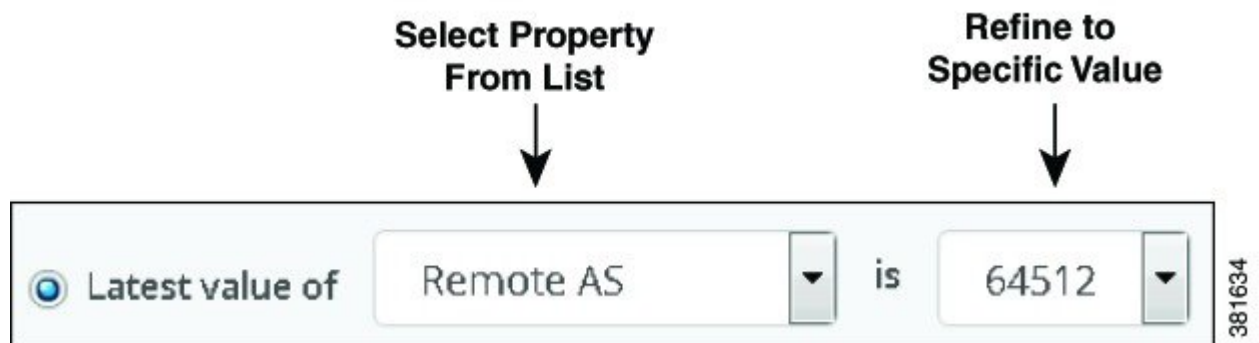 Select Property
From List
Refine to
Specific Value
Latest value of Remote AS is 64512
381634